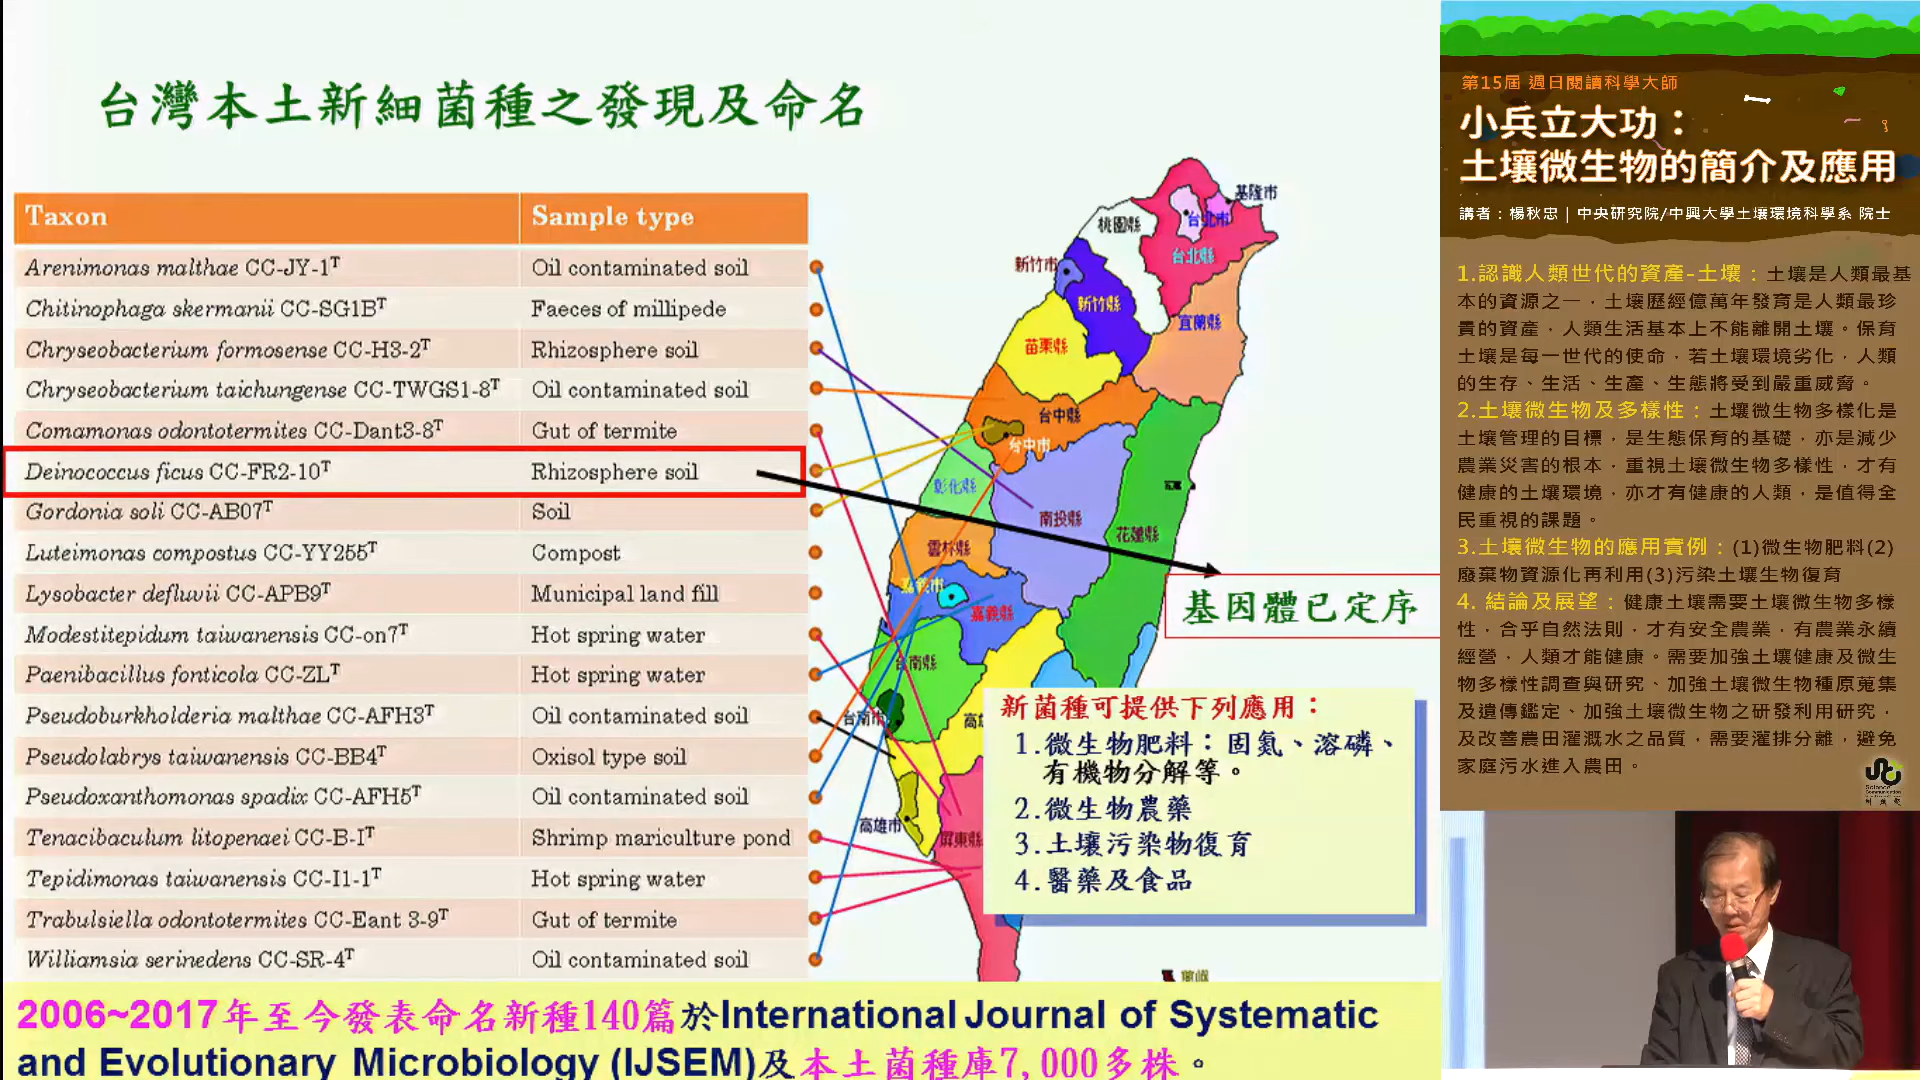 台灣本土新細菌種之發現及命名
Taxon Sample type
Arenimonas malthae CC-JY-1T Oil contaminated soil
Chitinophaga skermanii CC-SG1BT Faeces of millipede
Chryseobacterium formosense CC-H3-2T Rhizosphere soil
Chryseobacterium taichungense CC-TWGS1-8T Oil contaminated soil
Comamonas odontotermites CC-Dant3-8T Gut of termite
Deinococcus ficus CC-FR2-10T Rhizosphere soil
Gordonia soli CC-AB07T Soil
Luteimonas compostus CC-YY255T Compost
Lysobacter defluvii CC-APB9T Municipal land fill
Modestitepidum taiwanensis CC-on7T Hot spring water
Paenibacillus fonticola CC-ZLT Hot spring water
Pseudoburkholderia malthae CC-AFH3T Oil contaminated soil
Pseudolabrys taiwanensis CC-BB4T Oxisol type soil
Pseudoxanthomonas spadix CC-AFH5T Oil contaminated soil
Tenacibaculum litopenaei CC-B-IT Shrimp mariculture pond
Tepidimonas taiwanensis CC-I1-1T Hot spring water
Trabulsiella odontotermites CC-Eant 3-9T Gut of termite
Williamsia serinedens CC-SR-4T Oil contaminated soil
基隆市
台北市
桃園縣
台北縣
新竹市
新竹縣
宜蘭縣
苗栗縣
台中縣
台中市
彰化縣
南投縣
花蓮縣
雲林縣
嘉義市
嘉義縣
台南縣
台南市
高雄市
屏東縣
基因體已定序
新菌種可提供下列應用：
1.微生物肥料：固氮、溶磷、
有機物分解等。
2.微生物農藥
3.土壤污染物復育
4.醫藥及食品
2006~2017年至今發表命名新種140篇於International Journal of Systematic
and Evolutionary Microbiology (IJSEM)及本土菌種庫7,000多株。
第15屆 週日閱讀科學大師
小兵立大功：
土壤微生物的簡介及應用
講者：楊秋忠｜中央研究院/中興大學土壤環境科學系 院士
1.認識人類世代的資產-土壤：土壤是人類最基
本的資源之一，土壤歷經億萬年發育是人類最珍
貴的資產，人類生活基本上不能離開土壤。保育
土壤是每一世代的使命，若土壤環境劣化，人類
的生存、生活、生產、生態將受到嚴重威脅。
2.土壤微生物及多樣性：土壤微生物多樣化是
土壤管理的目標，是生態保育的基礎，亦是減少
農業災害的根本，重視土壤微生物多樣性，才有
健康的土壤環境，亦才有健康的人類，是值得全
民重視的課題。
3.土壤微生物的應用實例：(1)微生物肥料(2)
廢棄物資源化再利用(3)污染土壤生物復育
4. 結論及展望：健康土壤需要土壤微生物多樣
性，合乎自然法則，才有安全農業，有農業永續
經營，人類才能健康。需要加強土壤健康及微生
物多樣性調查與研究、加強土壤微生物種原蒐集
及遺傳鑑定、加強土壤微生物之研發利用研究，
及改善農田灌溉水之品質，需要灌排分離，避免
家庭污水進入農田。